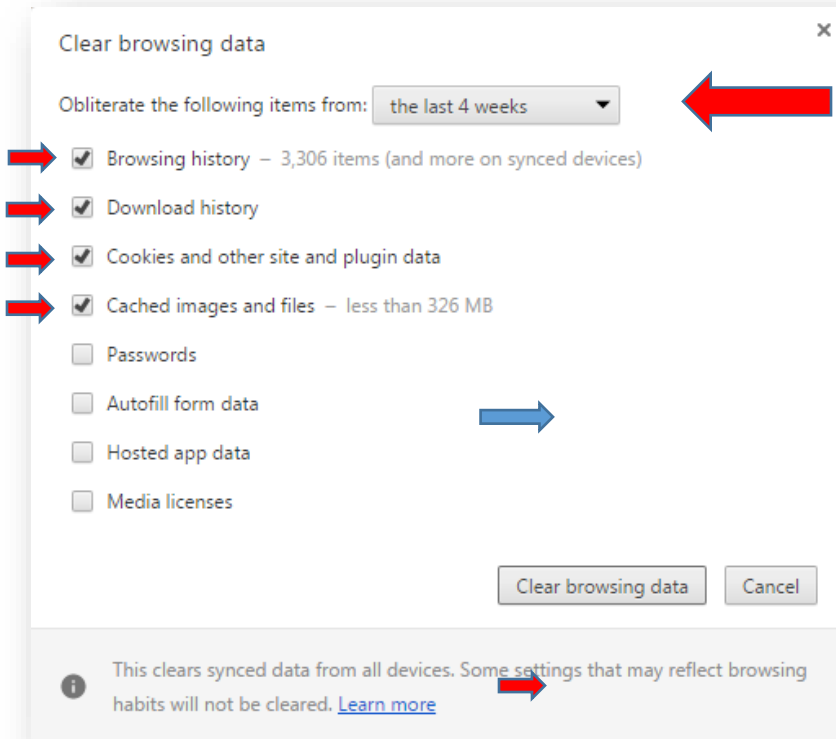 Clear browsing data
Obliterate the following items from: the last 4 weeks
Browsing history – 3,306 items (and more on synced devices)
Download history
Cookies and other site and plugin data
Cached images and files – less than 326 MB
Passwords
Autofill form data
Hosted app data
Media licenses
Clear browsing data Cancel
This clears synced data from all devices. Some settings that may reflect browsing
habits will not be cleared. Learn more